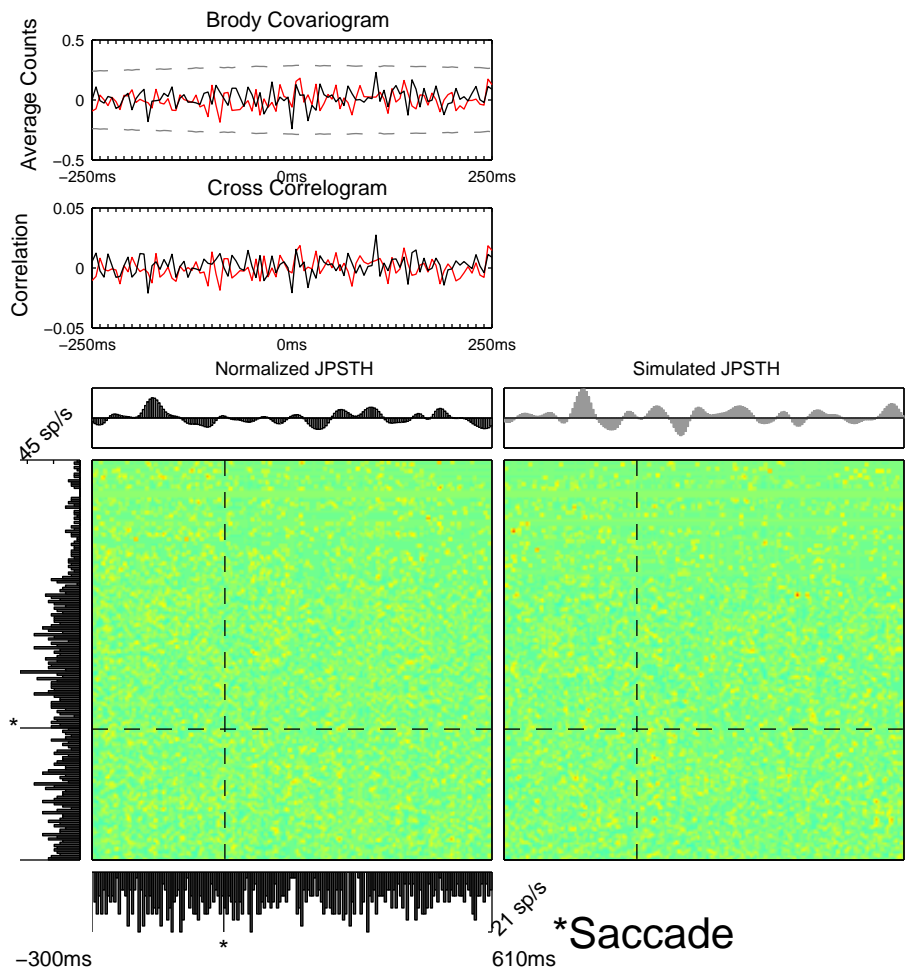 Brody Covariogram
0.5
0
−0.5
Average Counts
−250ms
0ms
250ms
Cross Correlogram
0.05
0
−0.05
Correlation
−250ms
0ms
250ms
Normalized JPSTH
Simulated JPSTH
45 sp/s
*
*
21 sp/s
*Saccade
−300ms
610ms